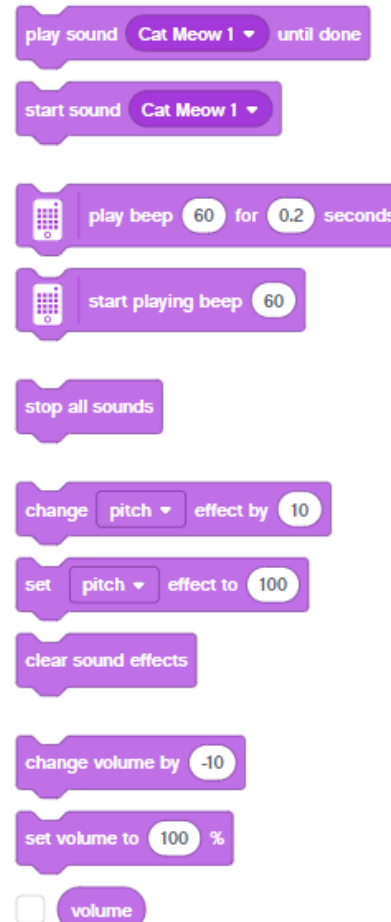 play sound Cat Meow 1 until done
start sound Cat Meow 1
play beep 60 for 0.2 seconds
start playing beep 60
stop all sounds
change pitch effect by 10
set pitch effect to 100
clear sound effects
change volume by -10
set volume to 100 %
volume